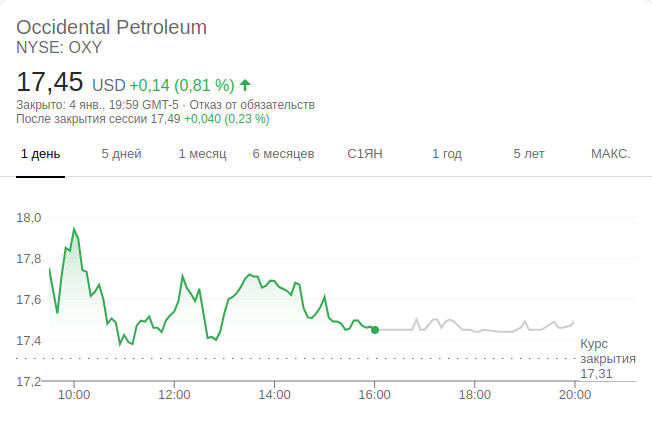 Occidental Petroleum
NYSE: OXY
17,45 USD +0,14 (0,81 %)
Закрыто: 4 янв., 19:59 GMT-5 · Отказ от обязательств
После закрытия сессии 17,49 +0,040 (0,23 %)
1 день 5 дней 1 месяц 6 месяцев С1ЯН 1 год 5 лет МАКС.
18,0
17,8
17,6
17,4
Курс
закрытия
17,31
17,2
10:00 12:00 14:00 16:00 18:00 20:00